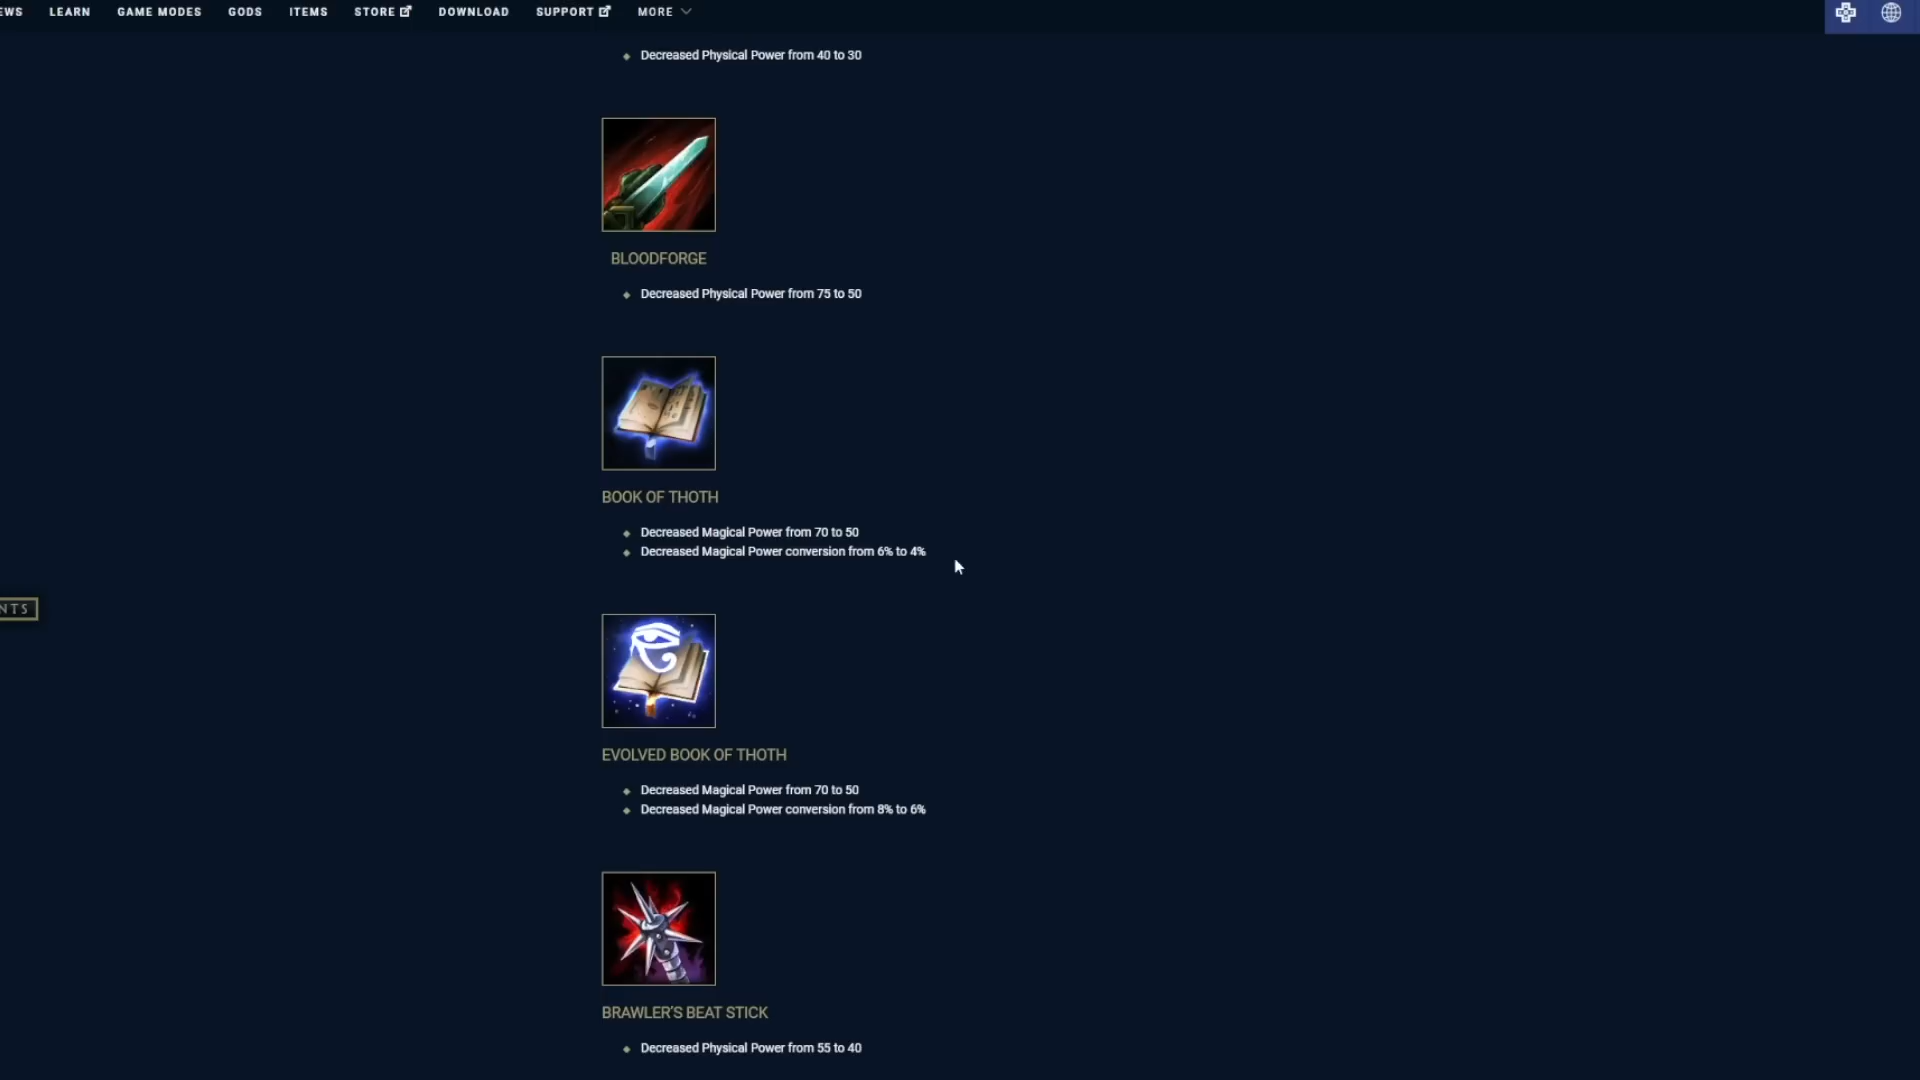 EWS LEARN GAME MODES GODS ITEMS STORE DOWNLOAD SUPPORT MORE
Decreased Physical Power from 40 to 30
BLOODFORGE
Decreased Physical Power from 75 to 50
BOOK OF THOTH
Decreased Magical Power from 70 to 50
Decreased Magical Power conversion from 6% to 4%
NTS
EVOLVED BOOK OF THOTH
Decreased Magical Power from 70 to 50
Decreased Magical Power conversion from 8% to 6%
BRAWLER'S BEAT STICK
Decreased Physical Power from 55 to 40